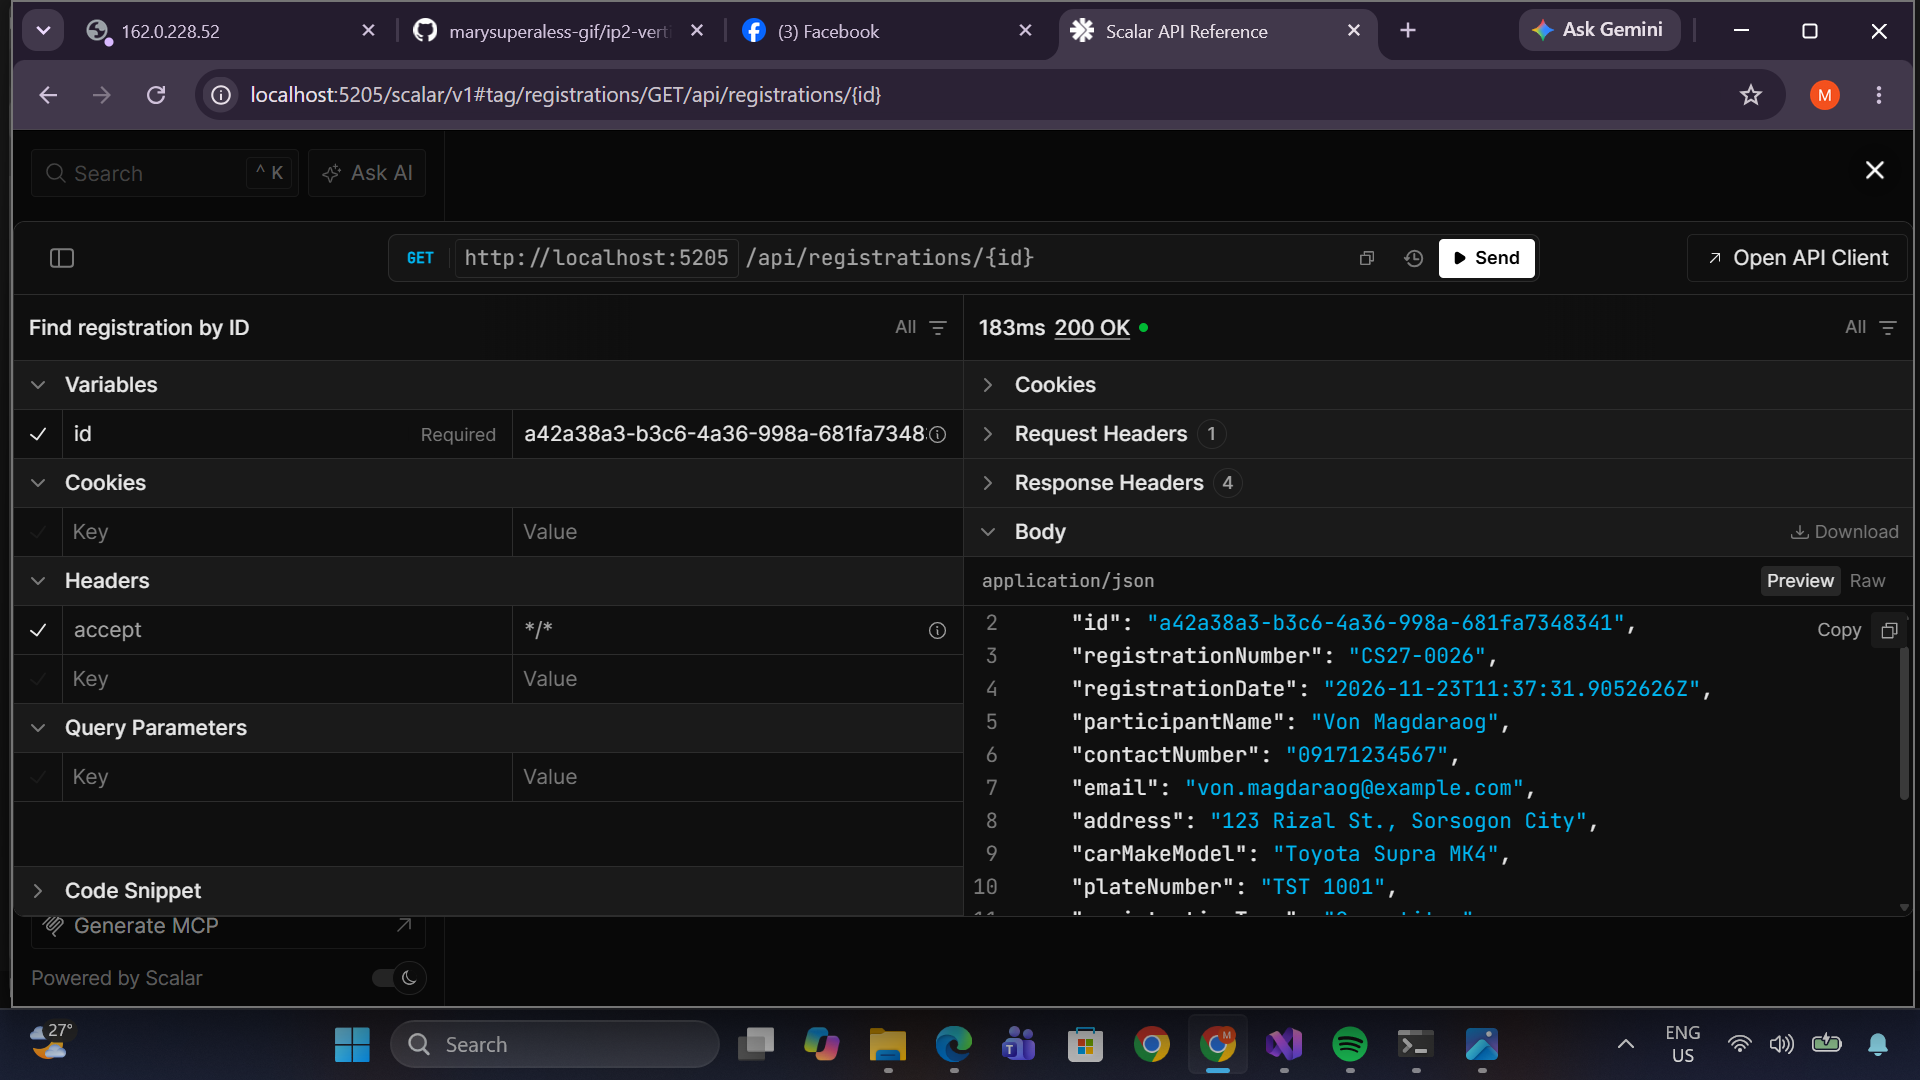 162.0.228.52
marysuperaless-gif/ip2-verti
(3) Facebook
Scalar API Reference
Ask Gemini
localhost:5205/scalar/v1#tag/registrations/GET/api/registrations/{id}
M
Search
^ K
Ask AI
GET
http://localhost:5205
/api/registrations/{id}
Send
Open API Client
Find registration by ID
All
Variables
id
Required
a42a38a3-b3c6-4a36-998a-681fa7348
Cookies
Key
Value
Headers
accept
*/*
Key
Value
Query Parameters
Key
Value
Code Snippet
183ms 200 OK
All
Cookies
Request Headers 1
Response Headers 4
Body
Download
application/json
Preview
Raw
Copy
2 "id": "a42a38a3-b3c6-4a36-998a-681fa7348341",
3 "registrationNumber": "CS27-0026",
4 "registrationDate": "2026-11-23T11:37:31.9052626Z",
5 "participantName": "Von Magdaraog",
6 "contactNumber": "09171234567",
7 "email": "von.magdaraog@example.com",
8 "address": "123 Rizal St., Sorsogon City",
9 "carMakeModel": "Toyota Supra MK4",
10 "plateNumber": "TST 1001",
Generate MCP
Powered by Scalar
27°
Search
ENG
US